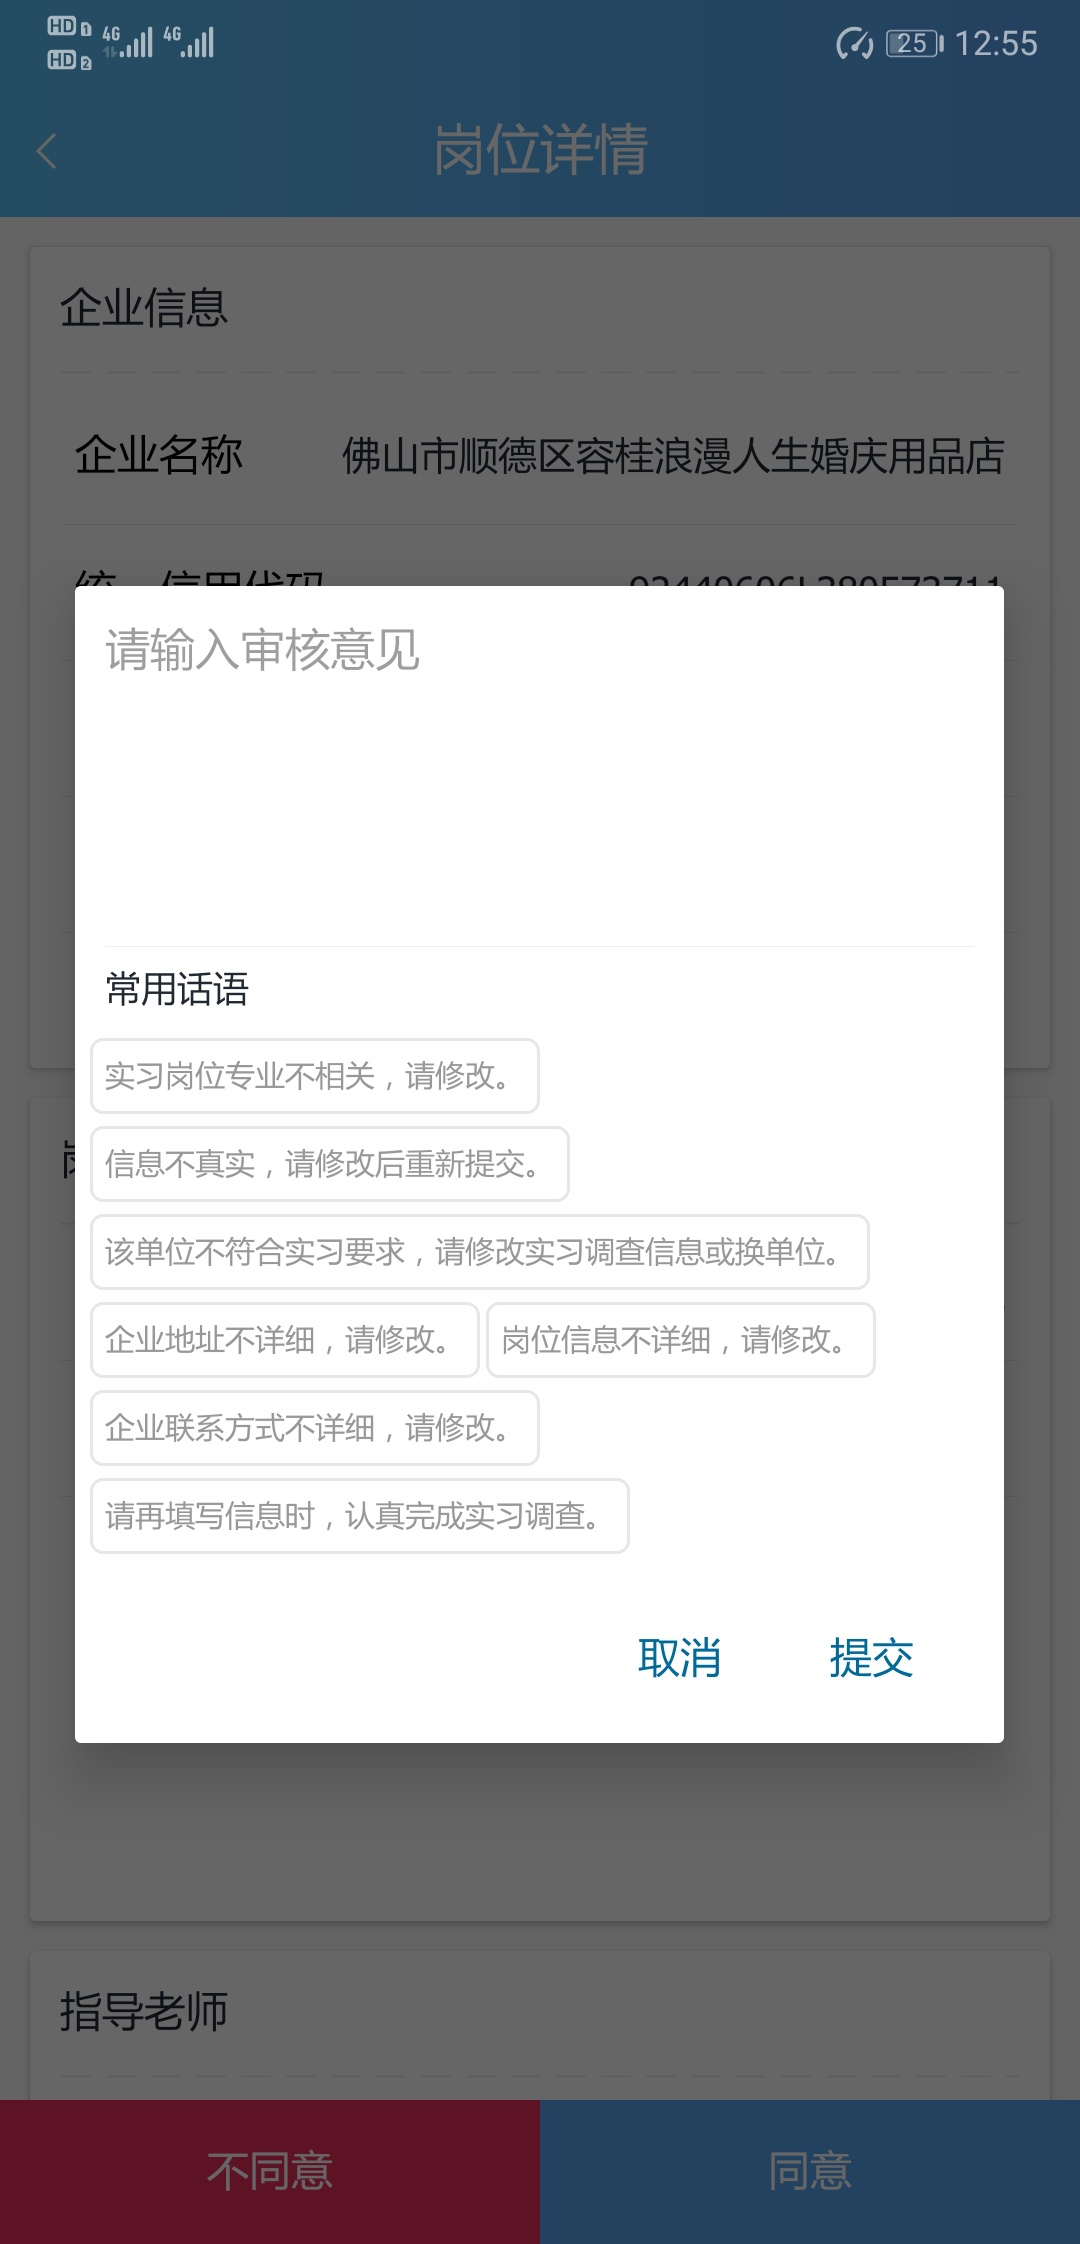 HD 1 4G 4G 25 12:55
HD 2
岗位详情
企业信息
企业名称 佛山市顺德区容桂浪漫人生婚庆用品店
统一信用代码
请输入审核意见
常用话语
实习岗位专业不相关，请修改。
信息不真实，请修改后重新提交。
该单位不符合实习要求，请修改实习调查信息或换单位。
企业地址不详细，请修改。 岗位信息不详细，请修改。
企业联系方式不详细，请修改。
请再填写信息时，认真完成实习调查。
取消 提交
指导老师
不同意 同意